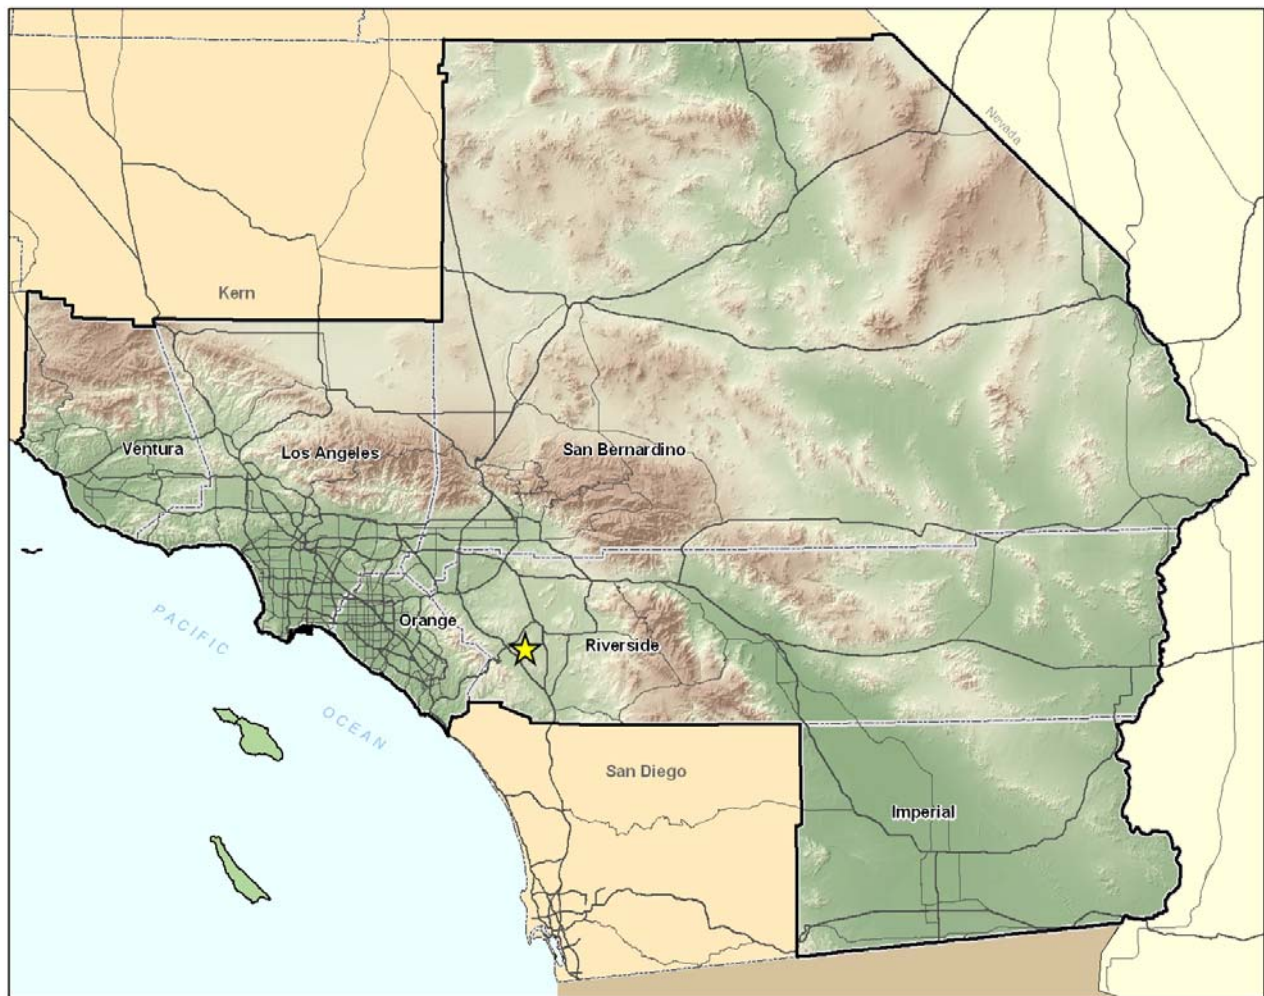 Nevada
Kern
Ventura
Los Angeles
San Bernardino
PACIFIC
Orange
Riverside
OCEAN
San Diego
Imperial